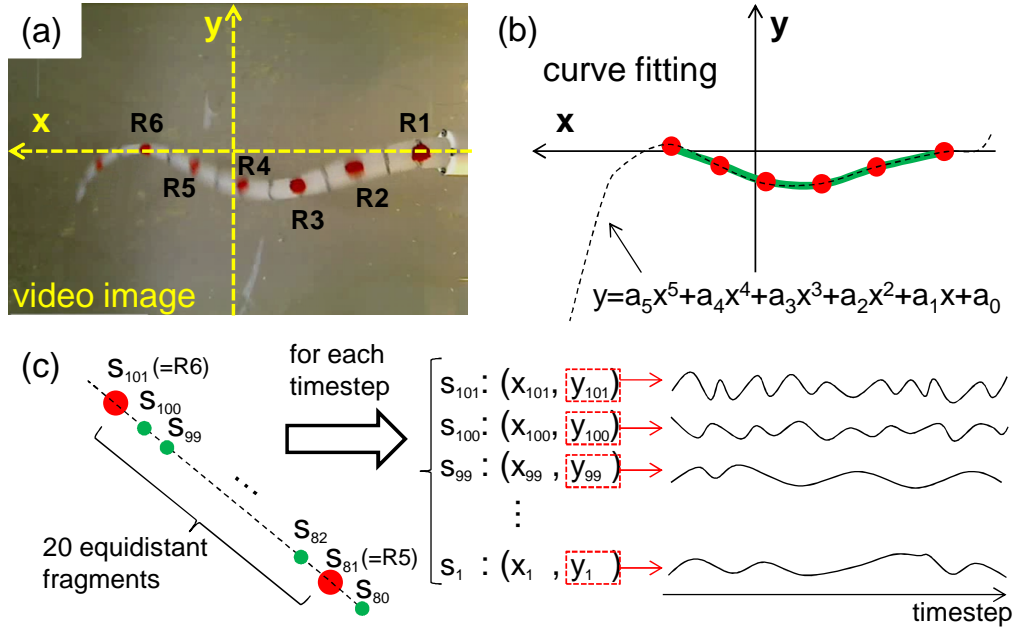 (a)
y
x
R6
R1
R5
R4
R2
R3
video image
(b)
y
curve fitting
x
y=a₅x⁵+a₄x⁴+a₃x³+a₂x²+a₁x+a₀
(c)
S₁₀₁(=R6)
S₁₀₀
S₉₉
...
S₈₂
S₈₁(=R5)
S₈₀
20 equidistant
fragments
for each
timestep
S₁₀₁: (x₁₀₁, y₁₀₁)
S₁₀₀: (x₁₀₀, y₁₀₀)
S₉₉ : (x₉₉ , y₉₉ )
⋮
S₁ : (x₁ , y₁ )
timestep